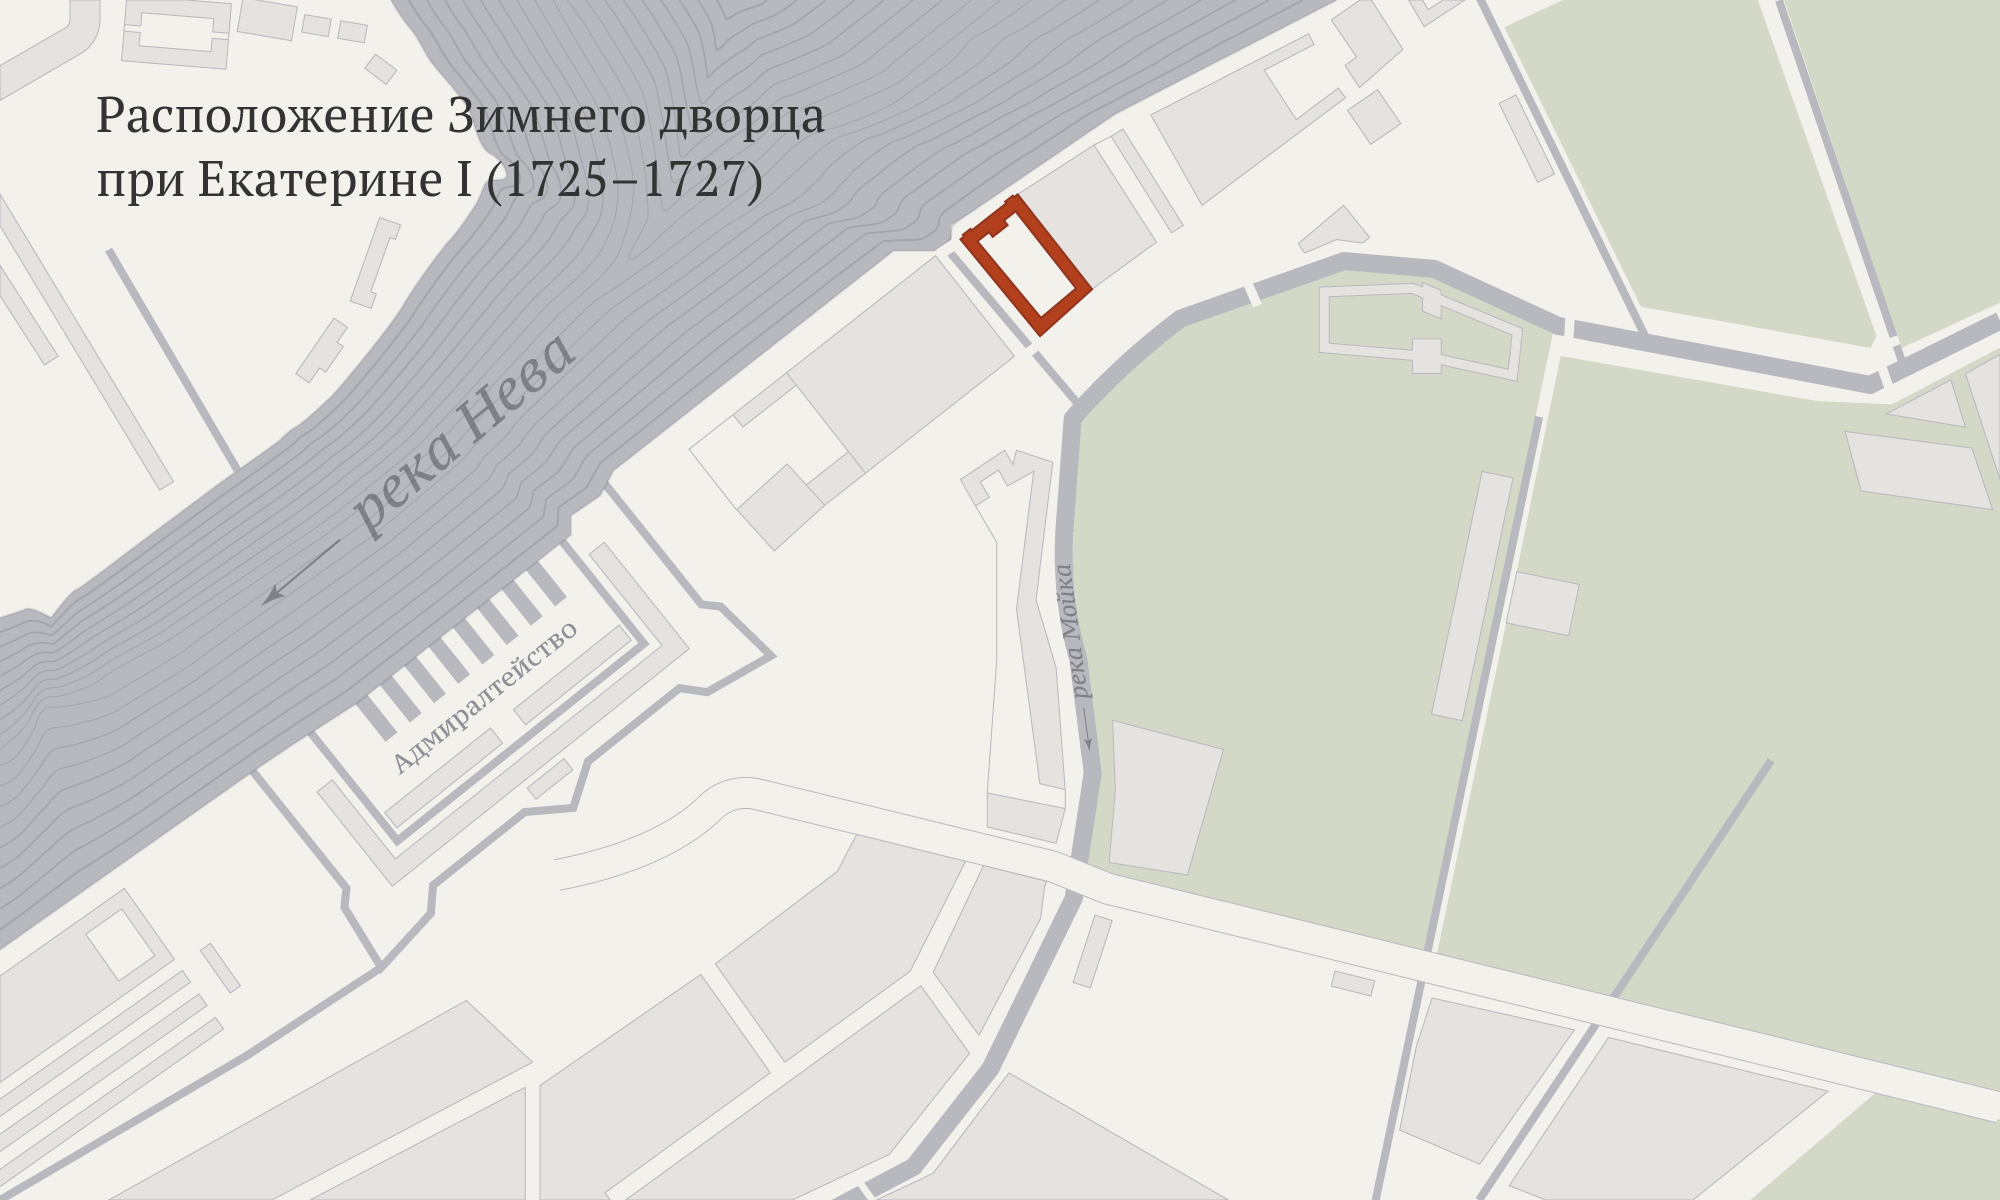 Расположение Зимнего дворца
при Екатерине I (1725–1727)
река Нева
Адмиралтейство
река Мойка